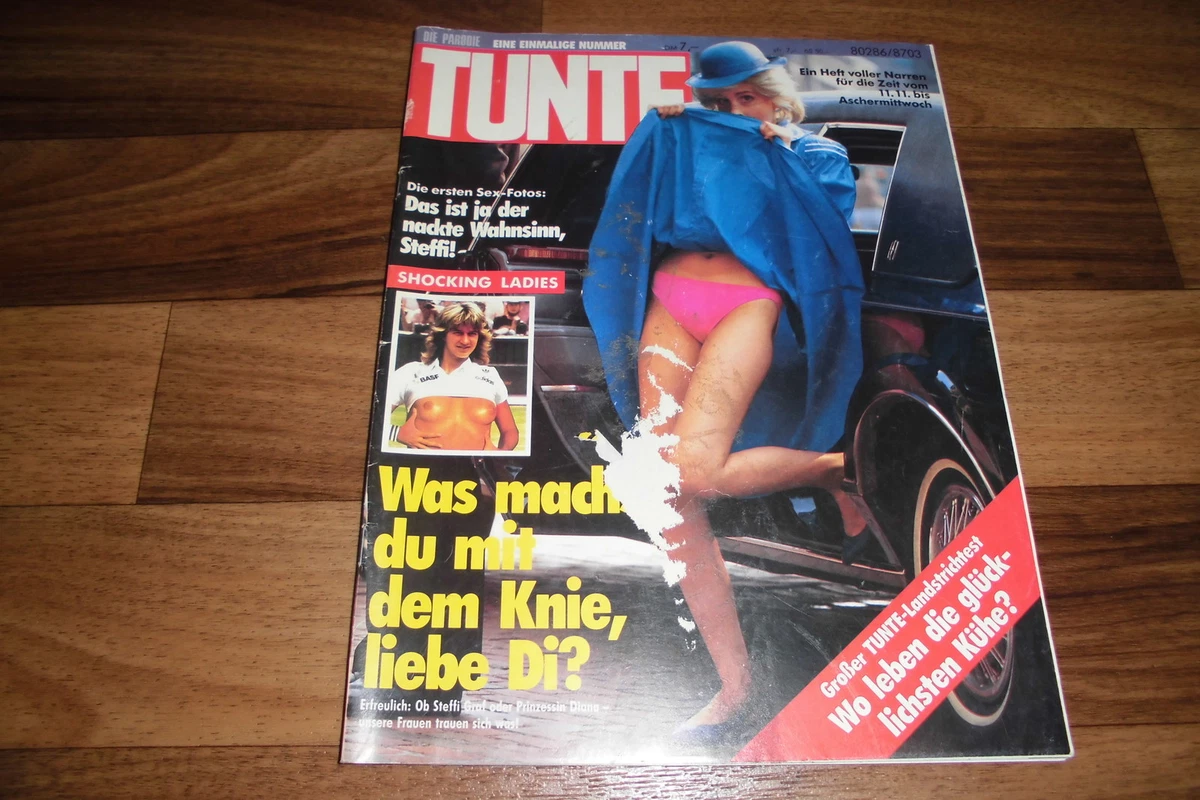 DIE PARODIE EINE EINMALIGE NUMMER
80286/8703
TUNTE
Ein Heft voller Narren
für die Zeit vom
11.11. bis
Aschermittwoch
Die ersten Sex-Fotos:
Das ist ja der
nackte Wahnsinn,
Steffi!
SHOCKING LADIES
BASF
Was mach
du mit
dem Knie,
liebe Di?
Erfreulich: Ob Steffi Graf oder Prinzessin Diana –
unsere Frauen trauen sich was!
Großer TUNTE-Landstrichtest
Wo leben die glück-
lichsten Kühe?